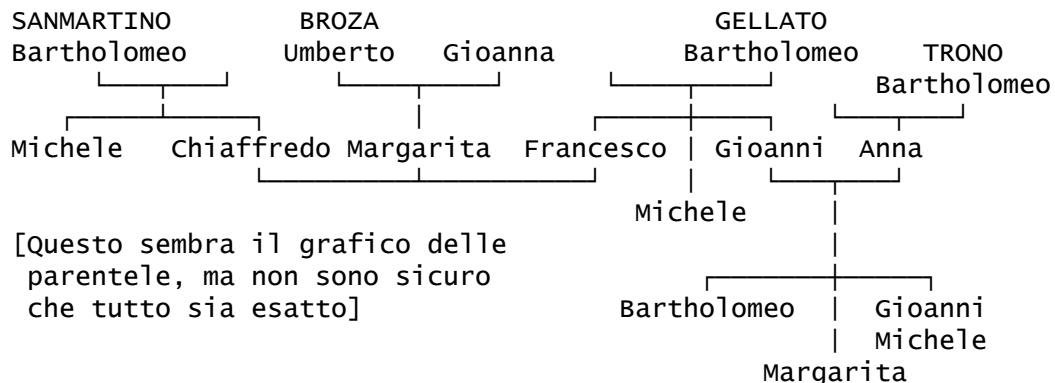 SANMARTINO BROZA GELLATO
Bartholomeo Umberto Gioanna Bartholomeo TRONO
Bartholomeo
Michele Chiaffredo Margarita Francesco Gioanni Anna
Michele
[Questo sembra il grafico delle
parentele, ma non sono sicuro
che tutto sia esatto]
Bartholomeo Gioanni
Michele
Margarita